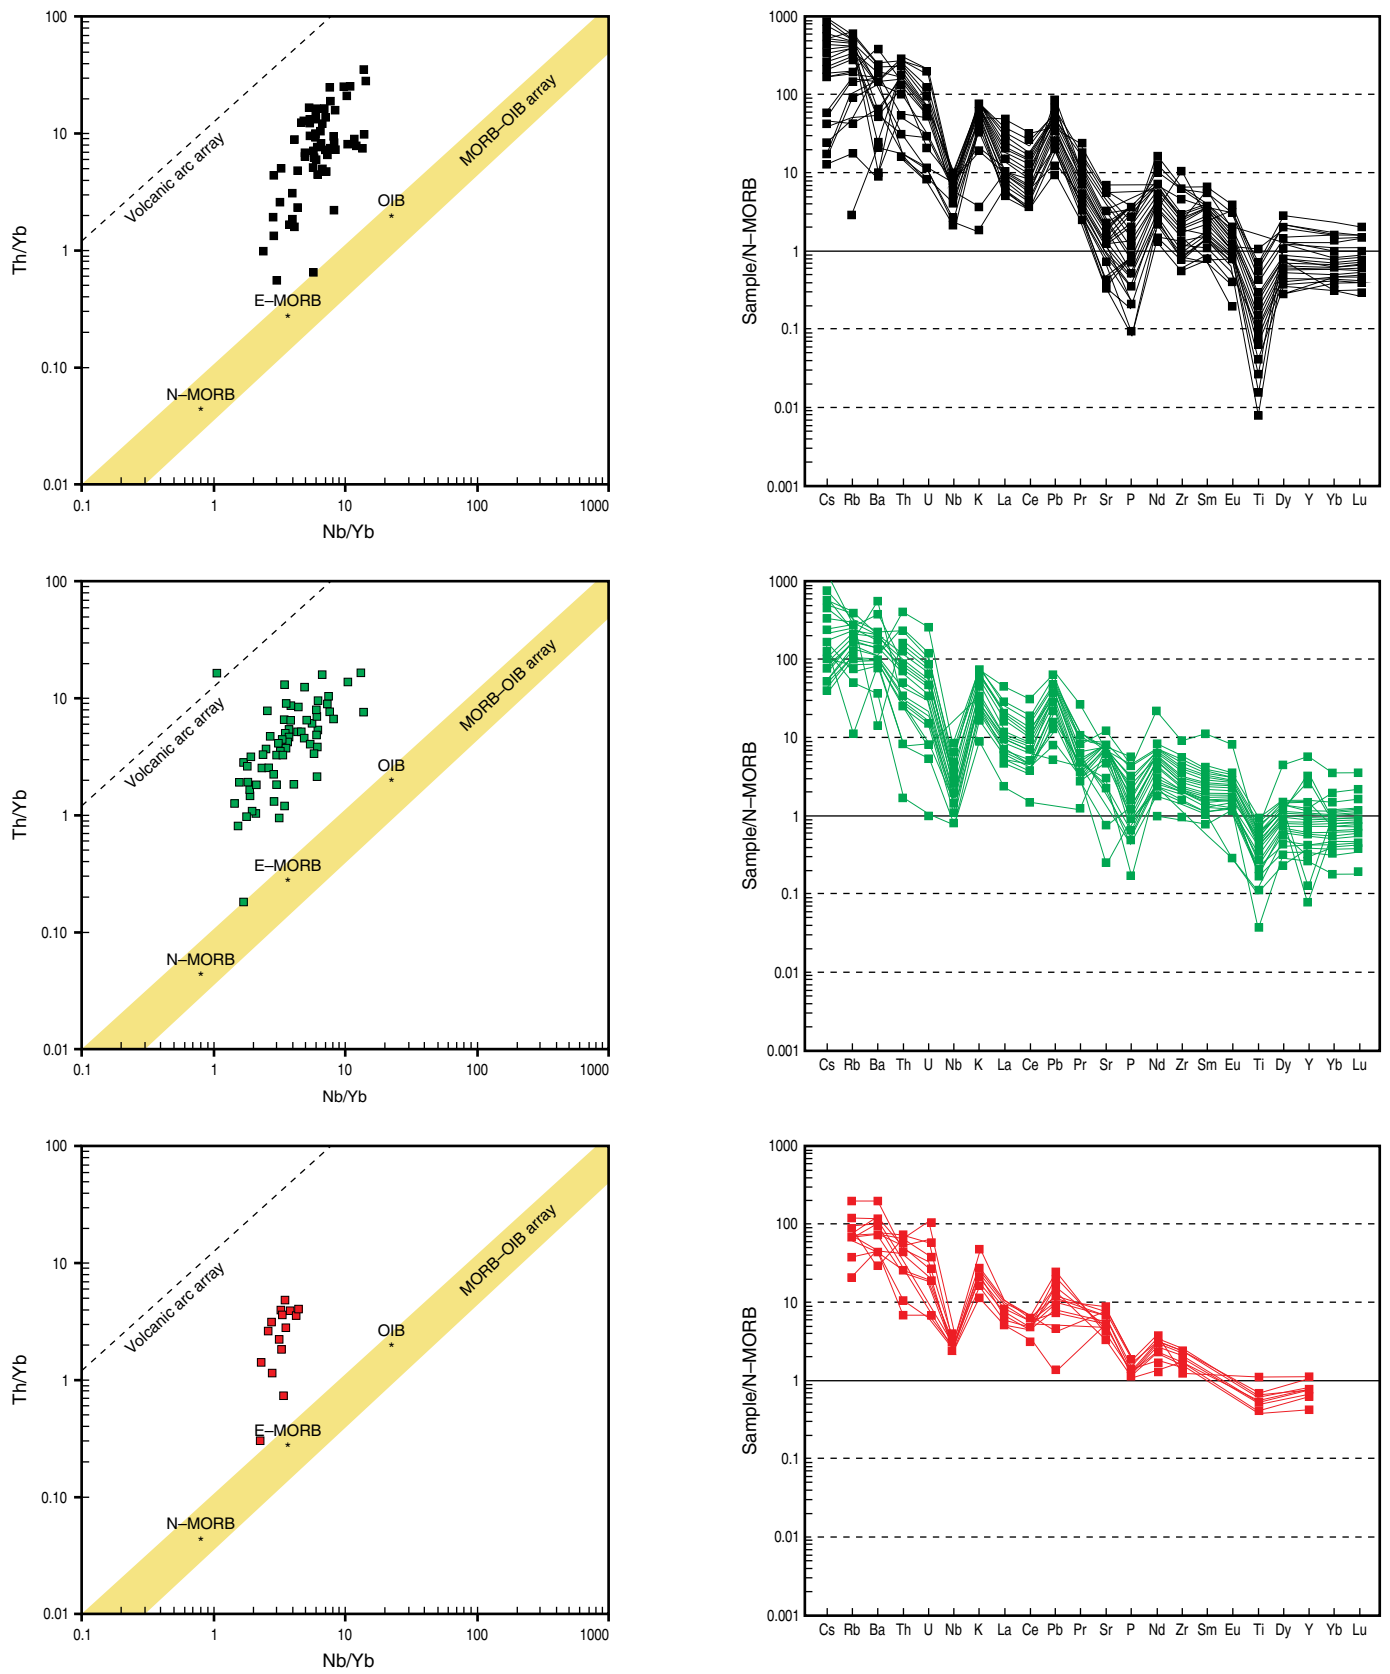 100
10
1
0.10
0.01
Th/Yb
Volcanic arc array
MORB–OIB array
OIB
E–MORB
*
N–MORB
*
*
0.1 1 10 100 1000
Nb/Yb
1000
100
10
1
0.1
0.01
0.001
Sample/N–MORB
Cs Rb Ba Th U Nb K La Ce Pb Pr Sr P Nd Zr Sm Eu Ti Dy Y Yb Lu
100
10
1
0.10
0.01
Th/Yb
Volcanic arc array
MORB–OIB array
OIB
*
E–MORB
*
N–MORB
*
0.1 1 10 100 1000
Nb/Yb
1000
100
10
1
0.1
0.01
0.001
Sample/N–MORB
Cs Rb Ba Th U Nb K La Ce Pb Pr Sr P Nd Zr Sm Eu Ti Dy Y Yb Lu
100
10
1
0.10
0.01
Th/Yb
Volcanic arc array
MORB–OIB array
OIB
*
E–MORB
*
N–MORB
*
0.1 1 10 100 1000
Nb/Yb
1000
100
10
1
0.1
0.01
0.001
Sample/N–MORB
Cs Rb Ba Th U Nb K La Ce Pb Pr Sr P Nd Zr Sm Eu Ti Dy Y Yb Lu